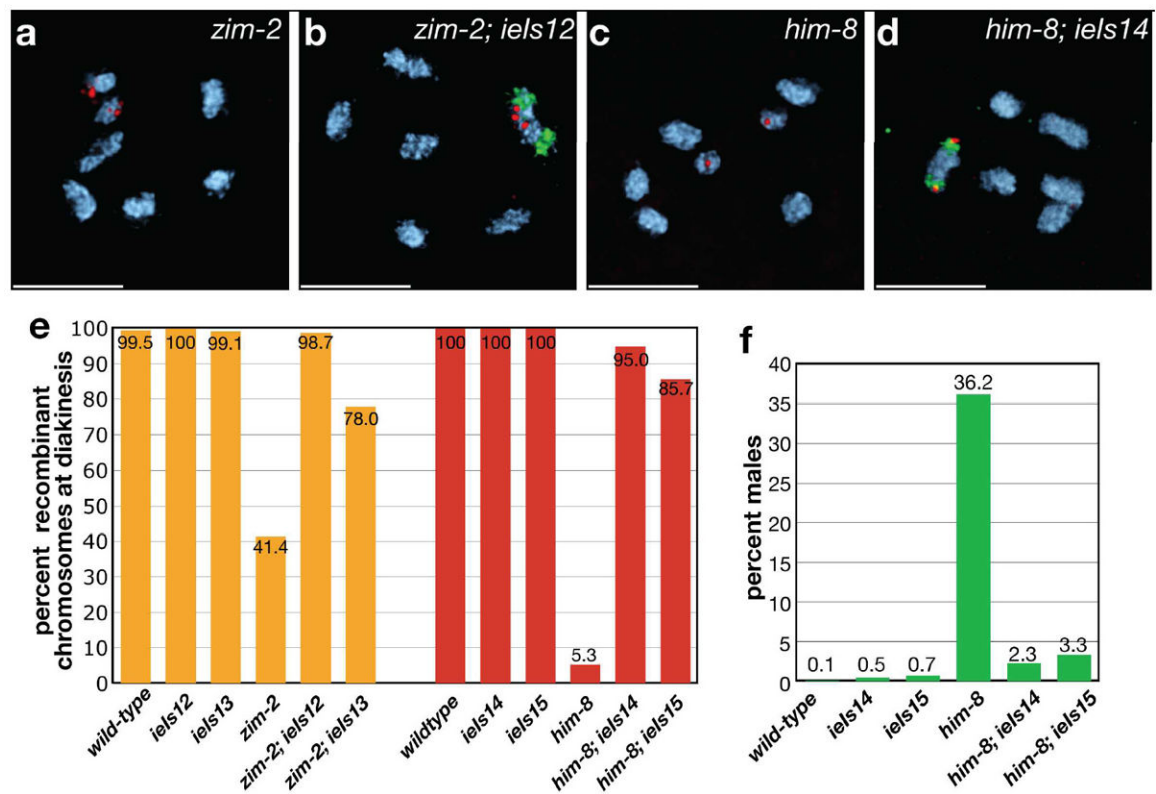 a zim-2
b zim-2; ieIs12
c him-8
d him-8; ieIs14
e
percent recombinant
chromosomes at diakinesis
100
90
80
70
60
50
40
30
20
10
0
99.5 100 99.1 41.4 98.7 78.0 100 100 100 5.3 95.0 85.7
wild-type ieIs12 ieIs13 zim-2 zim-2; ieIs12 zim-2; ieIs13 wildtype ieIs14 ieIs15 him-8 him-8; ieIs14 him-8; ieIs15
f
percent males
40
35
30
25
20
15
10
5
0
0.1 0.5 0.7 36.2 2.3 3.3
wild-type ieIs14 ieIs15 him-8 him-8; ieIs14 him-8; ieIs15